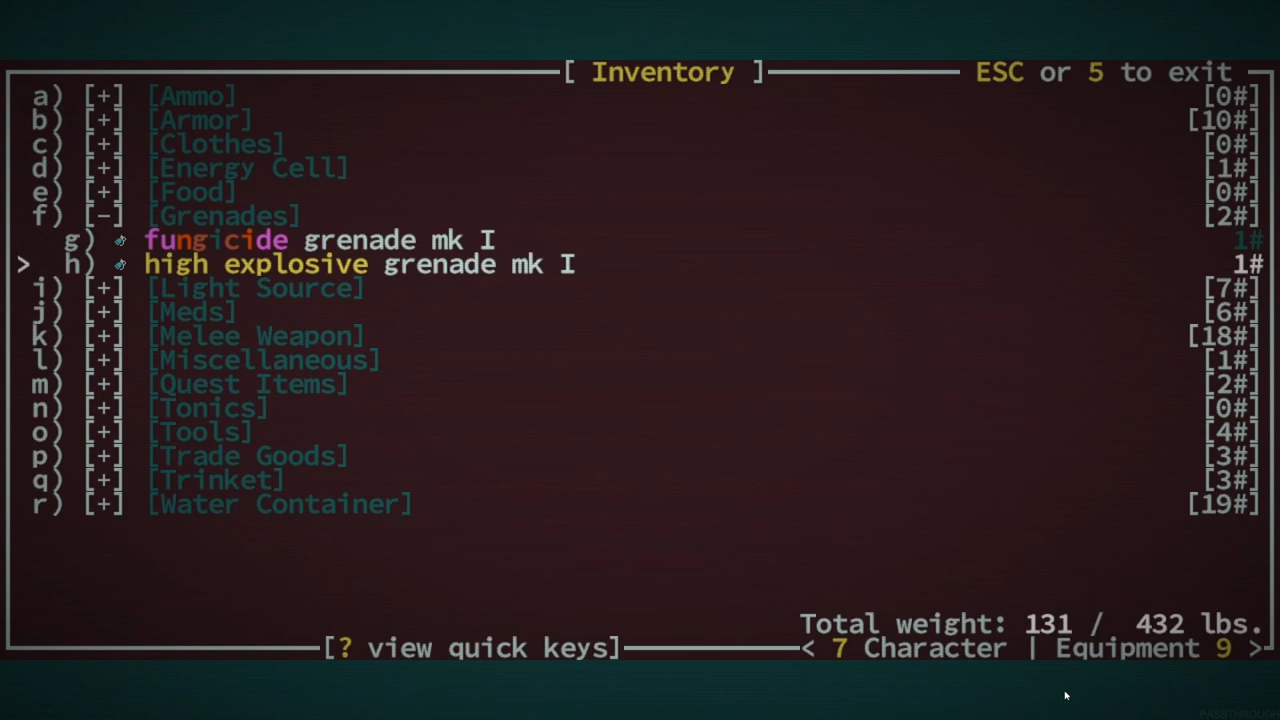 [ Inventory ] ESC or 5 to exit
a) [+] [Ammo] [0#]
b) [+] [Armor] [10#]
c) [+] [Clothes] [0#]
d) [+] [Energy Cell] [1#]
e) [+] [Food] [0#]
f) [-] [Grenades] [2#]
g) fungicide grenade mk I 1#
> h) high explosive grenade mk I 1#
i) [+] [Light Source] [7#]
j) [+] [Meds] [6#]
k) [+] [Melee Weapon] [18#]
l) [+] [Miscellaneous] [1#]
m) [+] [Quest Items] [2#]
n) [+] [Tonics] [0#]
o) [+] [Tools] [4#]
p) [+] [Trade Goods] [3#]
q) [+] [Trinket] [3#]
r) [+] [Water Container] [19#]
Total weight: 131 / 432 lbs.
[? view quick keys] < 7 Character | Equipment 9 >